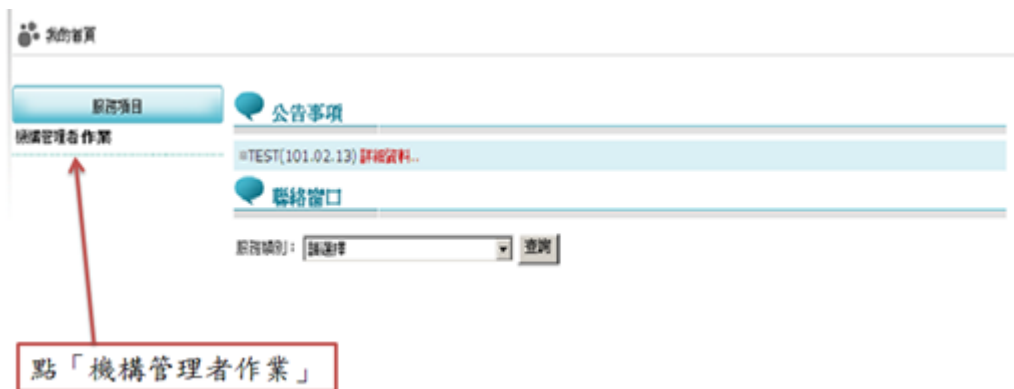 我的首頁
服務項目
機構管理者作業
公告事項
TEST(101.02.13) 詳細資料..
聯絡窗口
服務類別： 請選擇 查詢
點「機構管理者作業」